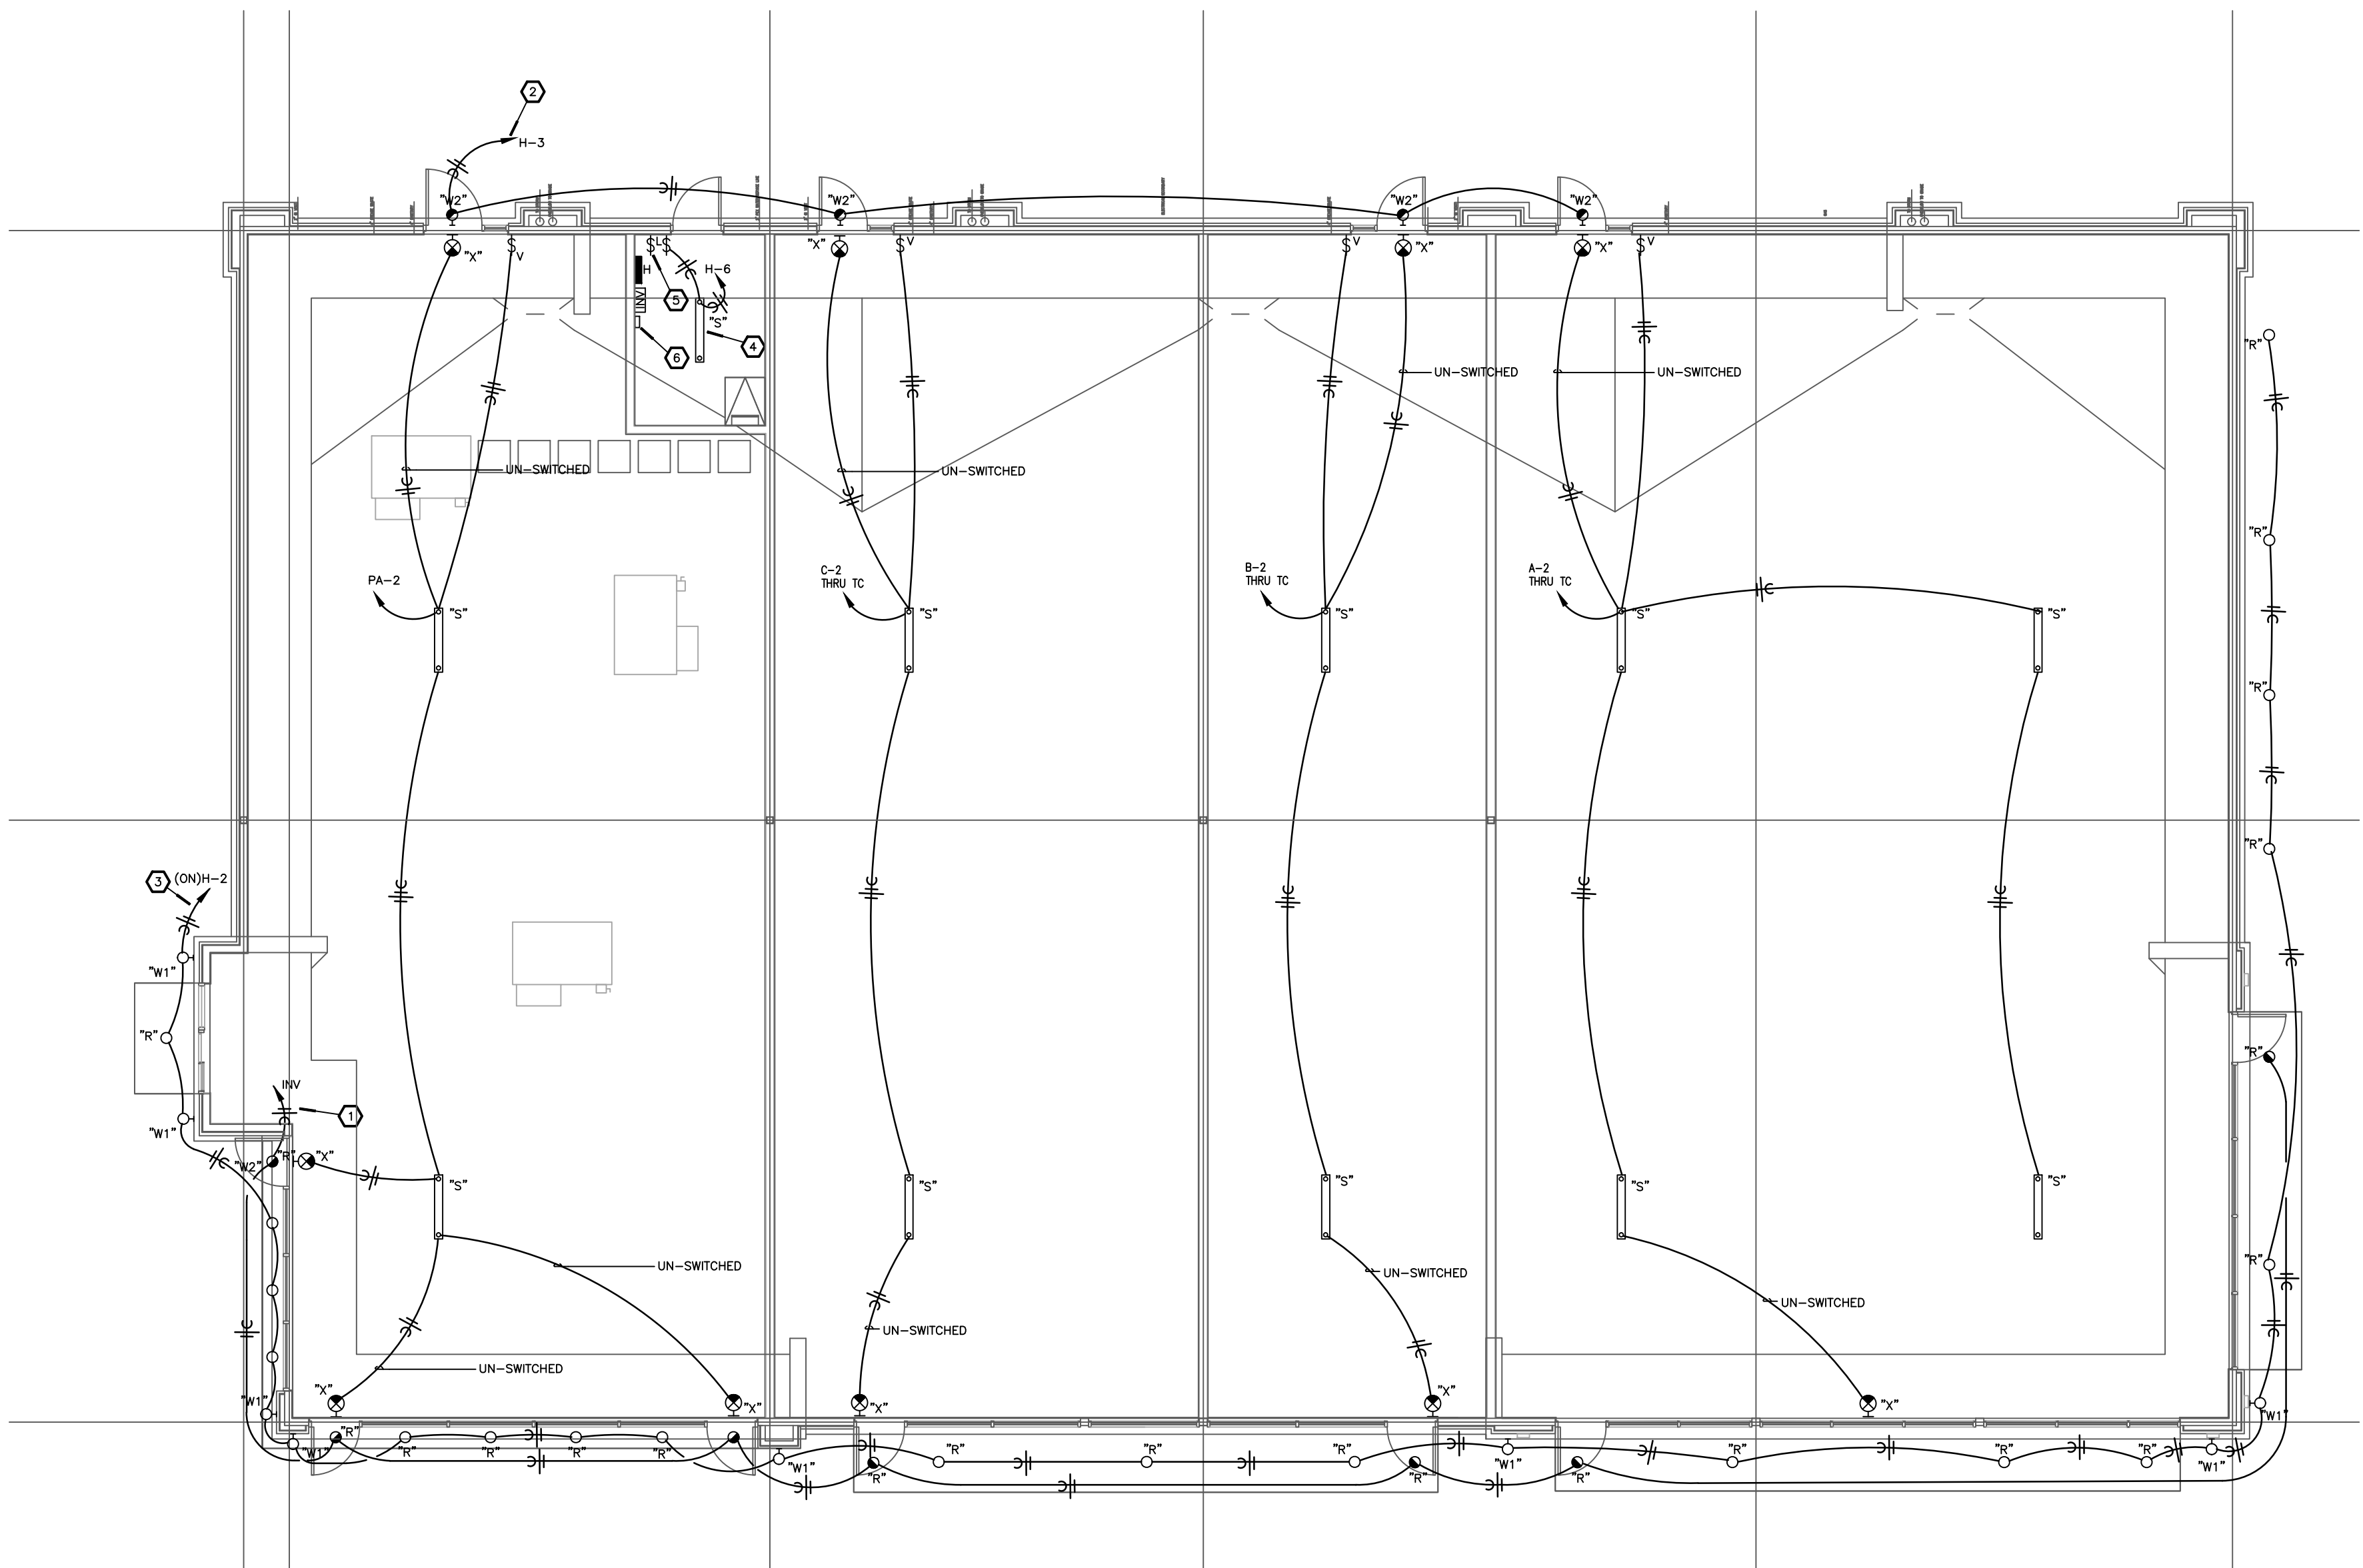 2
H-3
"W2"
"W2"
"W2"
"W2"
"X"
$V
$L$
"X"
$V
$V
"X"
"X"
$V
H
H-6
INV
5
"S"
4
6
"R"
UN-SWITCHED
UN-SWITCHED
UN-SWITCHED
UN-SWITCHED
"R"
PA-2
C-2
THRU TC
B-2
THRU TC
A-2
THRU TC
"S"
"S"
"S"
"S"
"S"
"R"
"R"
3
(ON)H-2
"W1"
"R"
"R"
INV
1
"W1"
"W2"
"R"
"X"
"S"
"S"
"S"
"S"
"S"
UN-SWITCHED
"R"
UN-SWITCHED
UN-SWITCHED
UN-SWITCHED
UN-SWITCHED
"X"
"W1"
"X"
"X"
"X"
"X"
"W1"
"R"
"W1"
"R"
"R"
"R"
"R"
"W1"
"R"
"R"
"R"
"R"
"R"
"W1"
"R"
"R"
"R"
"R"
"W1"